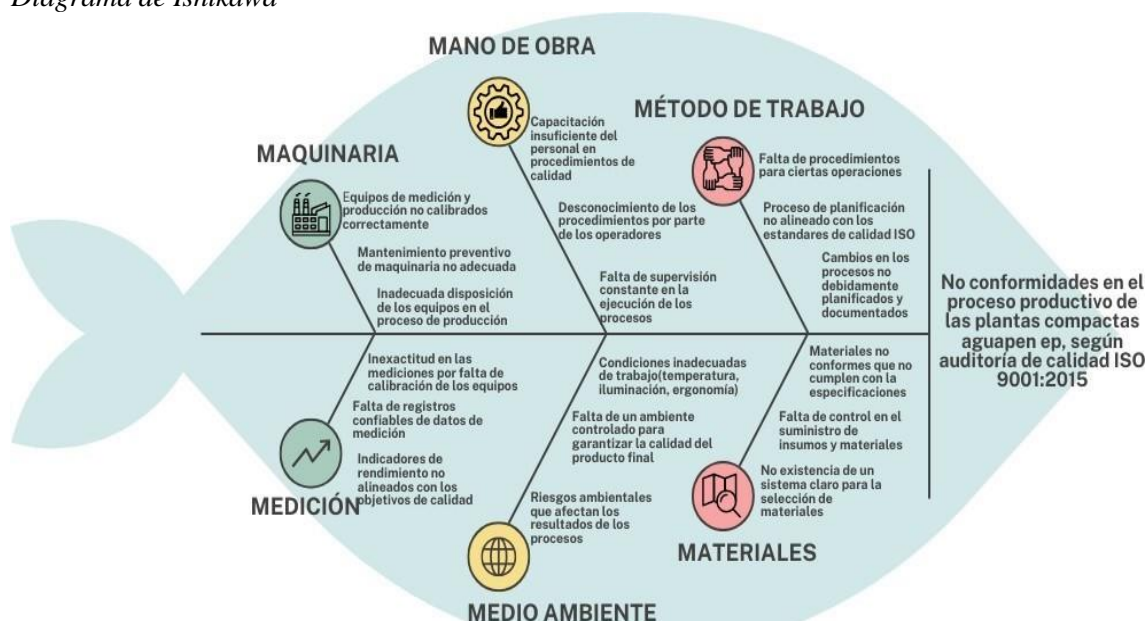 Diagrama de Ishikawa
MANO DE OBRA
Capacitación
insuficiente del
personal en
procedimientos de
calidad
Desconocimiento de los
procedimientos por parte
de los operadores
Falta de supervisión
constante en la
ejecución de los
procesos
MÉTODO DE TRABAJO
Falta de procedimientos
para ciertas operaciones
Proceso de planificación
no alineado con los
estandares de calidad ISO
Cambios en los
procesos no
debidamente
planificados y
documentados
MAQUINARIA
Equipos de medición y
producción no calibrados
correctamente
Mantenimiento preventivo
de maquinaria no adecuada
Inadecuada disposición
de los equipos en el
proceso de producción
No conformidades en el
proceso productivo de
las plantas compactas
aguapen ep, según
auditoría de calidad ISO
9001:2015
Inexactitud en las
mediciones por falta de
calibración de los equipos
Falta de registros
confiables de datos de
medición
Indicadores de
rendimiento no
alineados con los
objetivos de calidad
MEDICIÓN
Condiciones inadecuadas
de trabajo(temperatura,
iluminación, ergonomía)
Falta de un ambiente
controlado para
garantizar la calidad del
producto final
Riesgos ambientales
que afectan los
resultados de los
procesos
MEDIO AMBIENTE
Materiales no
conformes que no
cumplen con la
especificaciones
Falta de control en el
suministro de
insumos y materiales
No existencia de un
sistema claro para la
selección de
materiales
MATERIALES